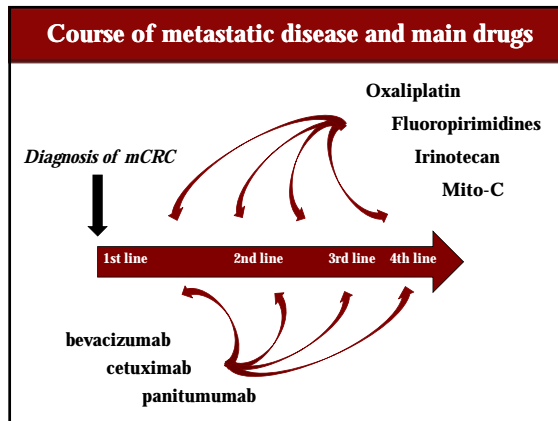 Course of metastatic disease and main drugs
Oxaliplatin
Fluoropirimidines
Irinotecan
Mito-C
Diagnosis of mCRC
1st line
2nd line
3rd line
4th line
bevacizumab
cetuximab
panitumumab